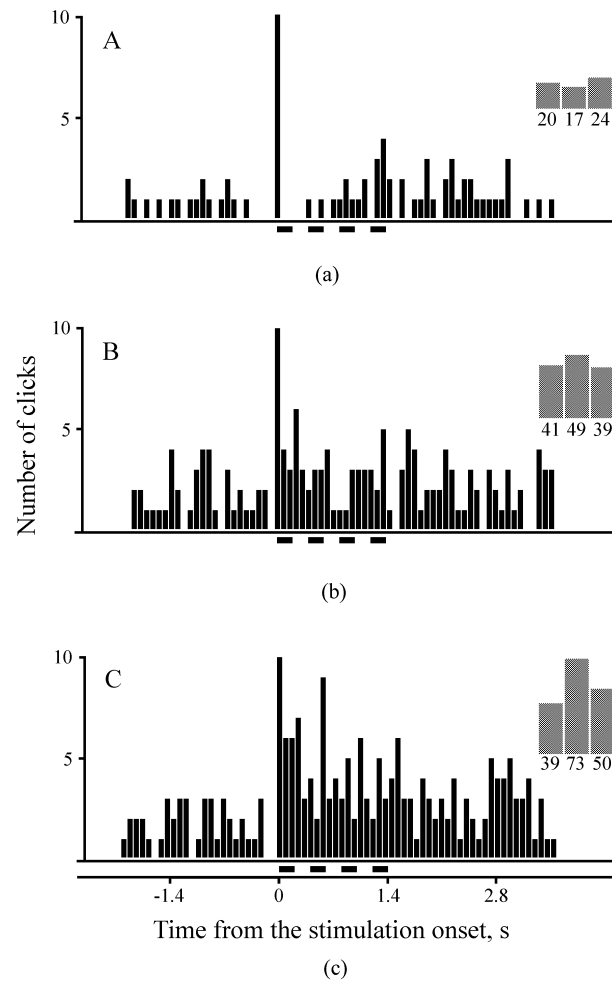 10
A
5
20 17 24
(a)
10
B
5
41 49 39
(b)
Number of clicks
10
C
5
39 73 50
-1.4 0 1.4 2.8
Time from the stimulation onset, s
(c)